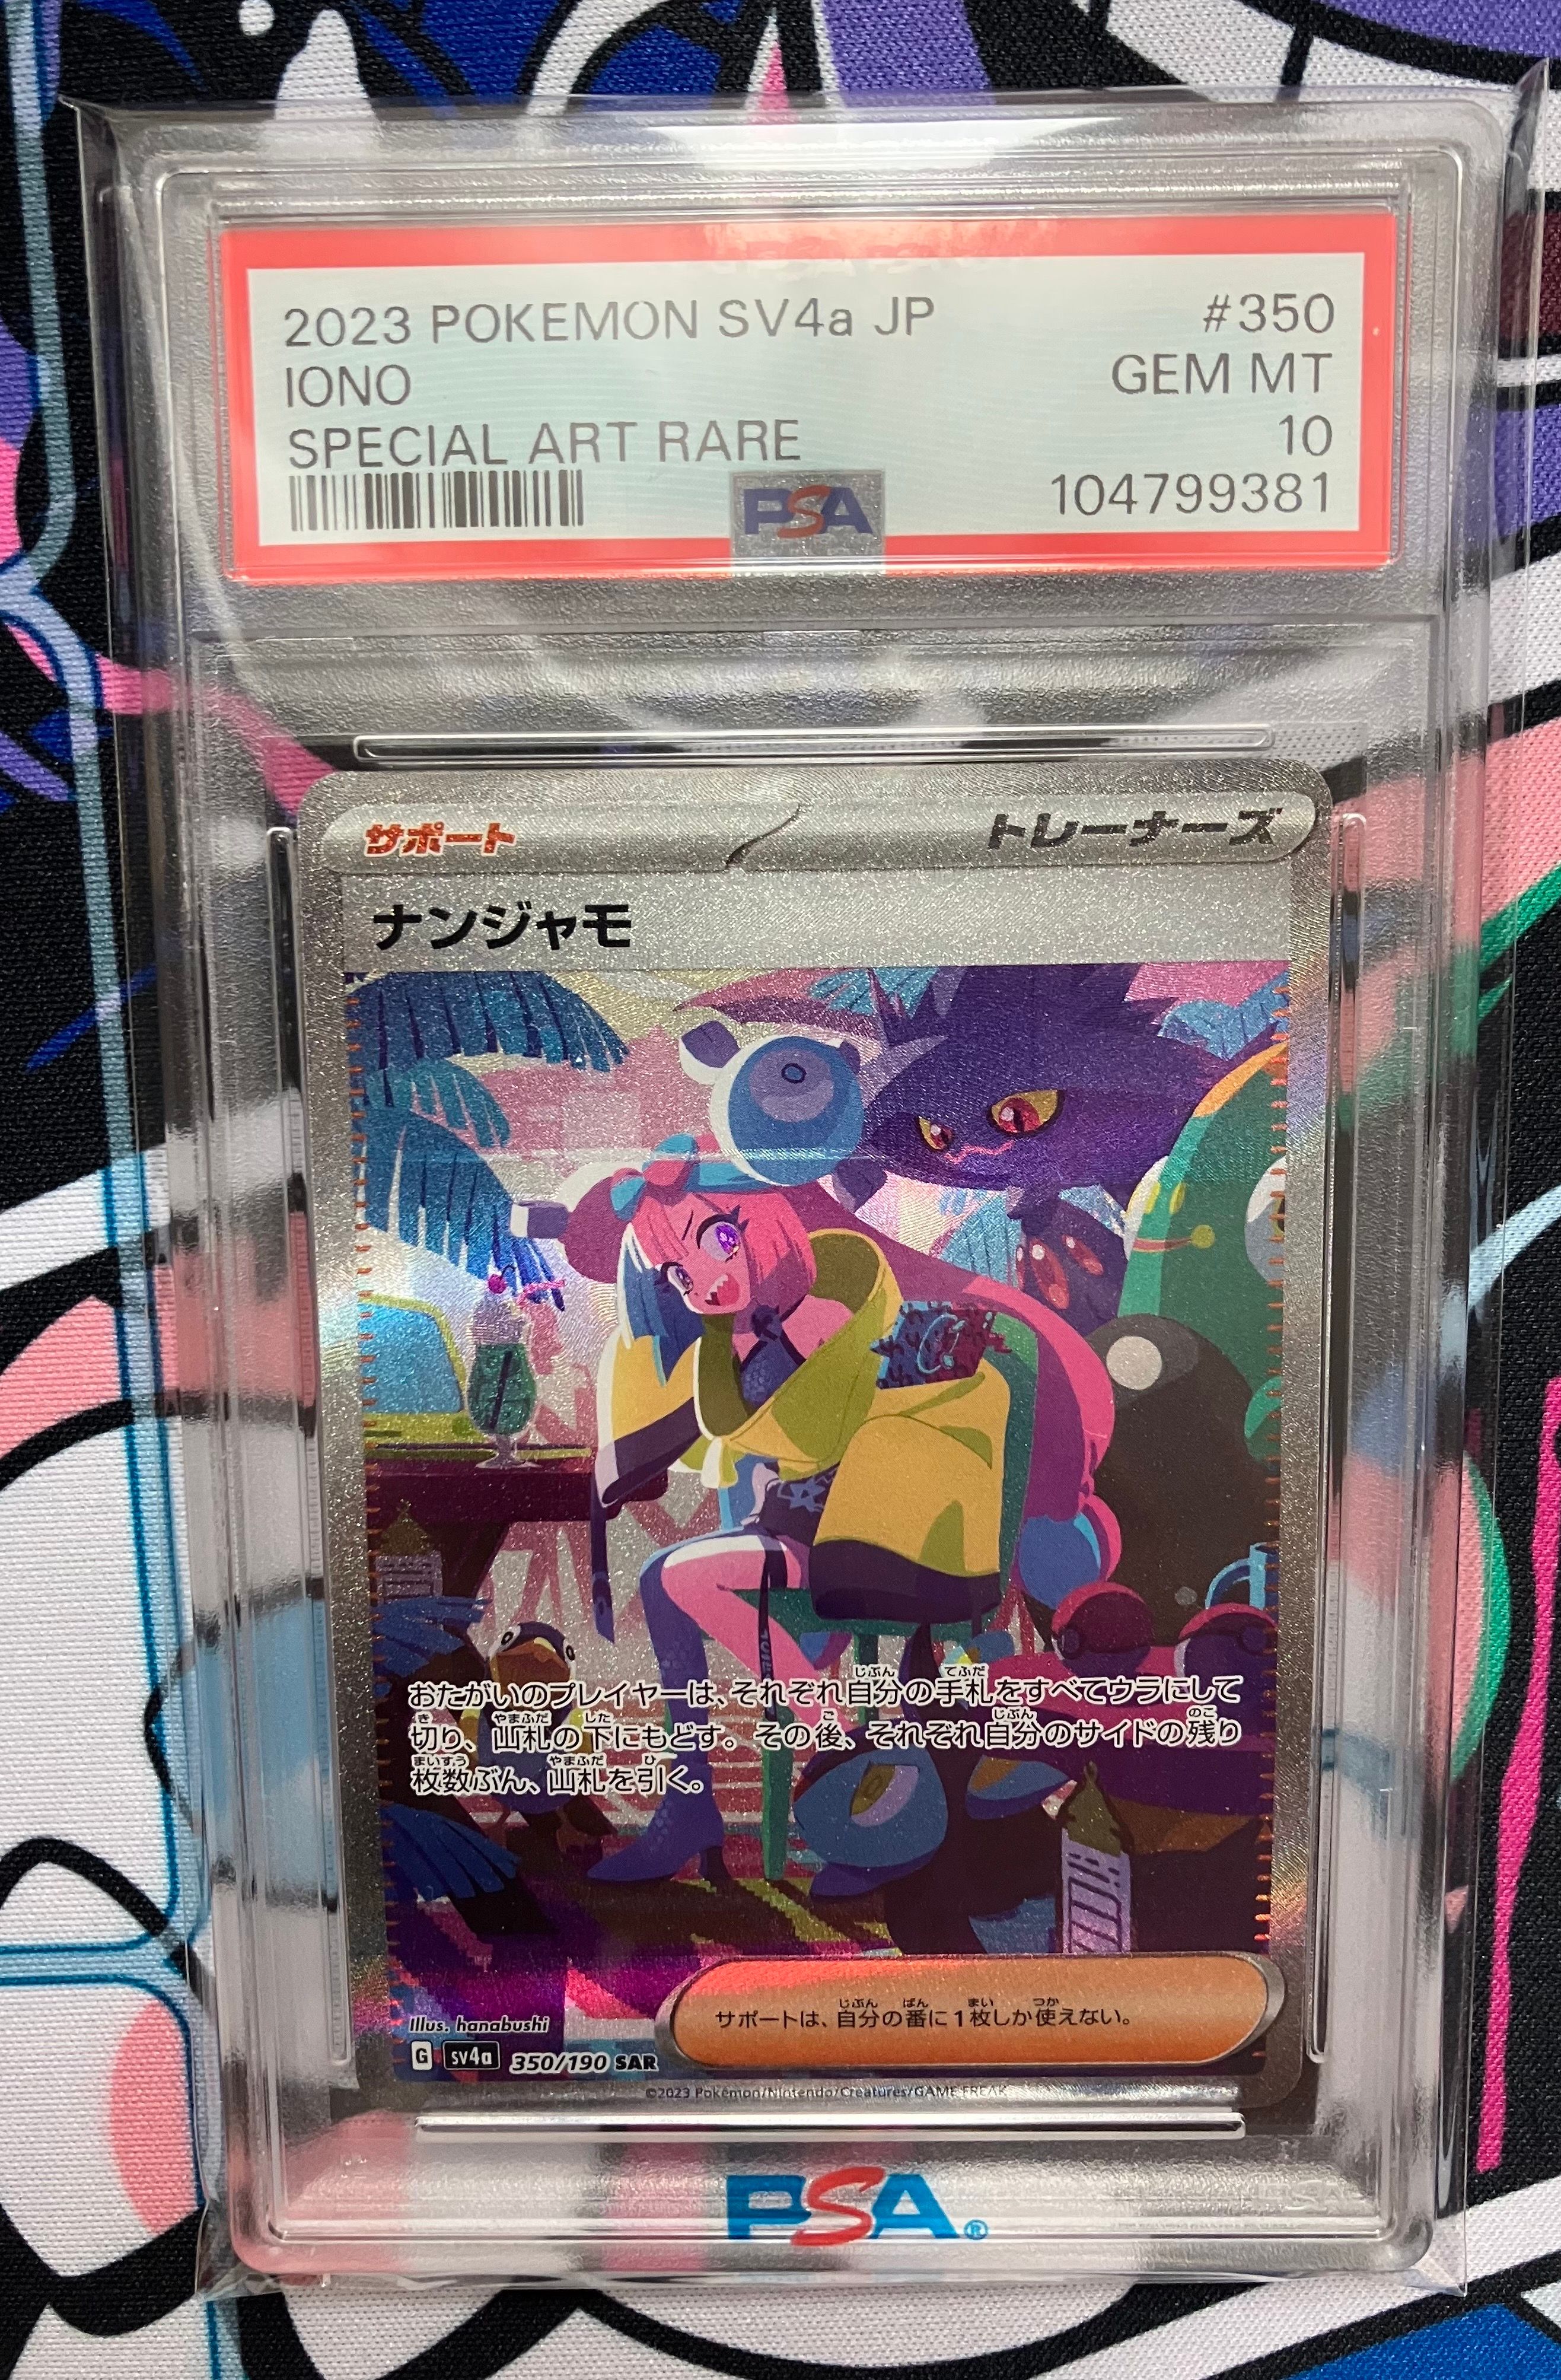 2023 POKEMON SV4a JP #350
IONO GEM MT
SPECIAL ART RARE 10
PSA 104799381
サポート トレーナーズ
ナンジャモ
おたがいのプレイヤーは、それぞれ自分の手札をすべてウラにして
切り、山札の下にもどす。その後、それぞれ自分のサイドの残り
枚数ぶん、山札を引く。
サポートは、自分の番に1枚しか使えない。
Illus. hanabushi
G sv4a 350/190 SAR
©2023 Pokémon/Nintendo/Creatures/GAME FREAK
PSA®